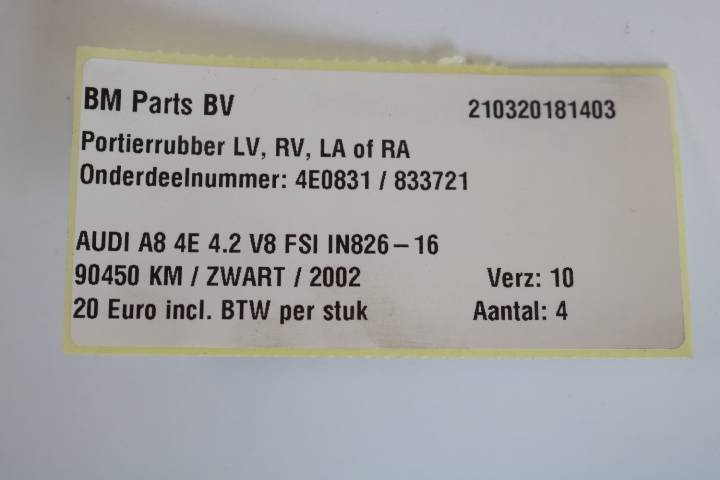 BM Parts BV 210320181403
Portierrubber LV, RV, LA of RA
Onderdeelnummer: 4E0831 / 833721
AUDI A8 4E 4.2 V8 FSI IN826-16
90450 KM / ZWART / 2002 Verz: 10
20 Euro incl. BTW per stuk Aantal: 4